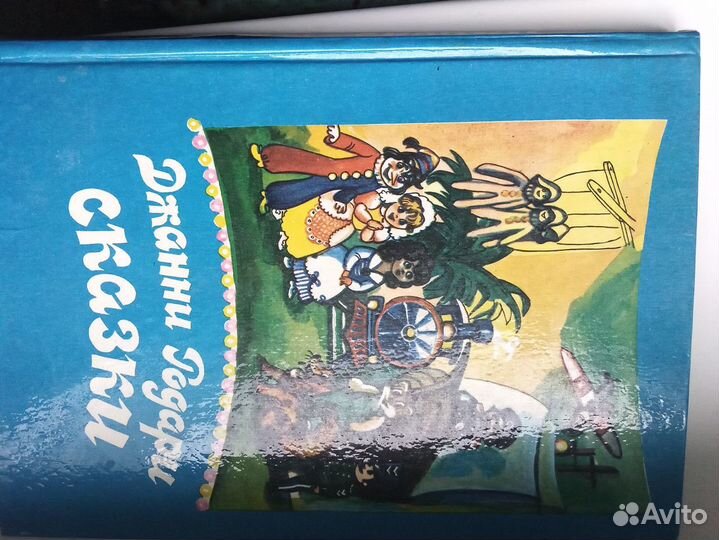 Джанни Родари
сказки
Avito